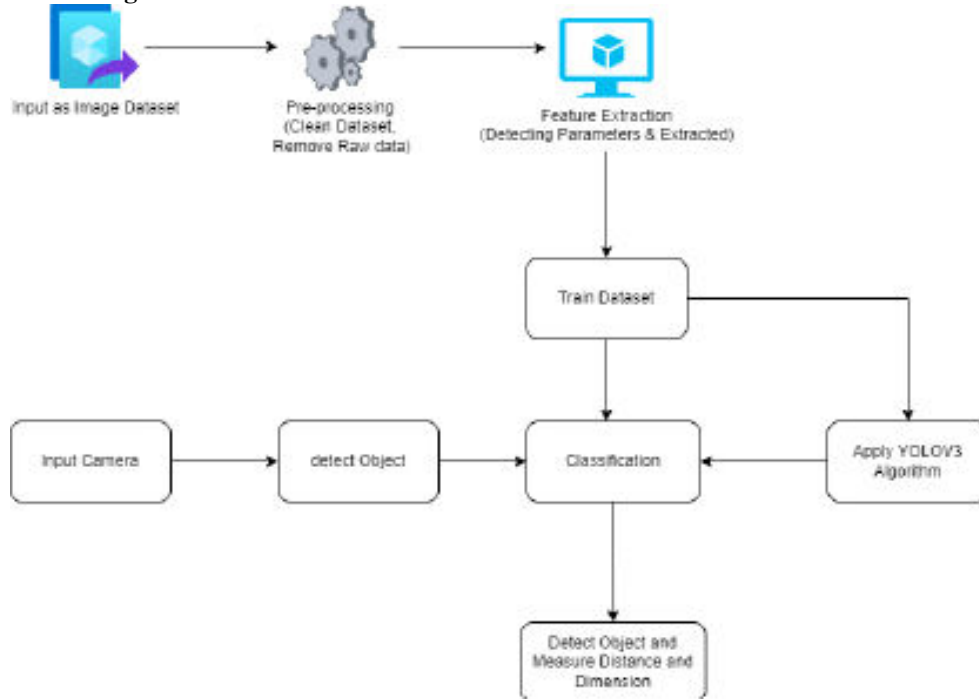 Input as Image Dataset
Pre-processing
(Clean Dataset,
Remove Raw data)
Feature Extraction
(Detecting Parameters & Extracted)
Train Dataset
Input Camera
detect Object
Classification
Apply YOLOV3
Algorithm
Detect Object and
Measure Distance and
Dimension